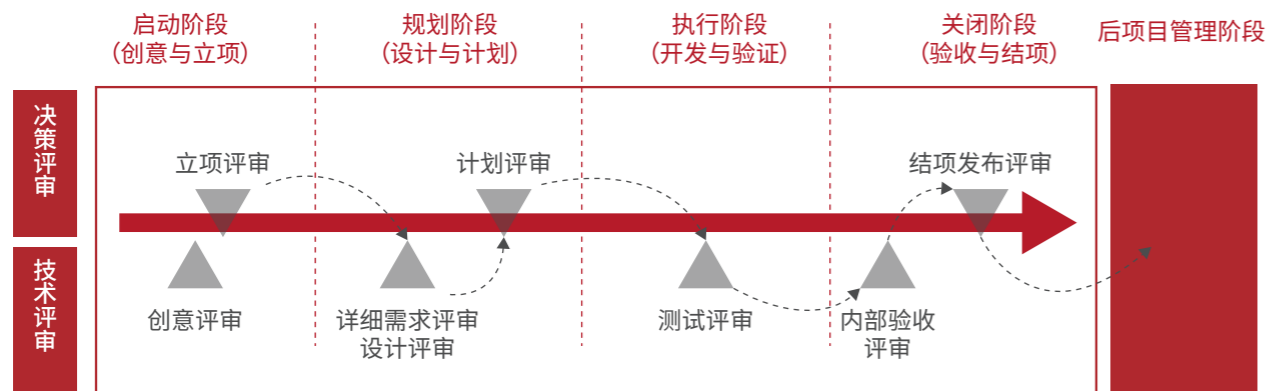 启动阶段
（创意与立项）
规划阶段
（设计与计划）
执行阶段
（开发与验证）
关闭阶段
（验收与结项）
后项目管理阶段
决策评审
立项评审
计划评审
结项发布评审
技术评审
创意评审
详细需求评审
设计评审
测试评审
内部验收
评审